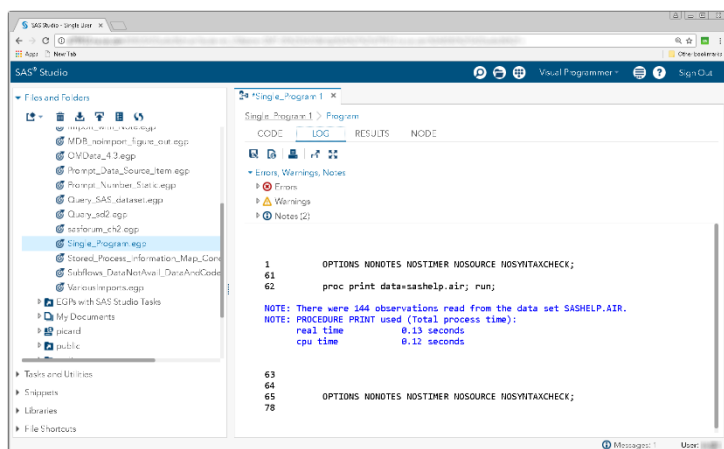 SAS Studio - Single User
Apps New Tab
Other bookmarks
SAS® Studio
Visual Programmer
Sign Out
Files and Folders
Import_with_Note.egp
MDB_noimport_figure_out.egp
OMData_4.3.egp
Prompt_Data_Source_Item.egp
Prompt_Number_Static.egp
Query_SAS_dataset.egp
Query_sd2.egp
sasforum_ch2.egp
Single_Program.egp
Stored_Process_Information_Map_Conc
Subflows_DataNotAvail_DataAndCode
VariousImports.egp
EGPs with SAS Studio Tasks
My Documents
picard
public
Tasks and Utilities
Snippets
Libraries
File Shortcuts
*Single_Program 1
Single_Program 1 > Program
CODE LOG RESULTS NODE
Errors, Warnings, Notes
Errors
Warnings
Notes (2)
1 OPTIONS NONOTES NOSTIMER NOSOURCE NOSYNTAXCHECK;
61
62 proc print data=sashelp.air; run;
NOTE: There were 144 observations read from the data set SASHELP.AIR.
NOTE: PROCEDURE PRINT used (Total process time):
real time 0.13 seconds
cpu time 0.12 seconds
63
64
65 OPTIONS NONOTES NOSTIMER NOSOURCE NOSYNTAXCHECK;
78
Messages: 1 User: